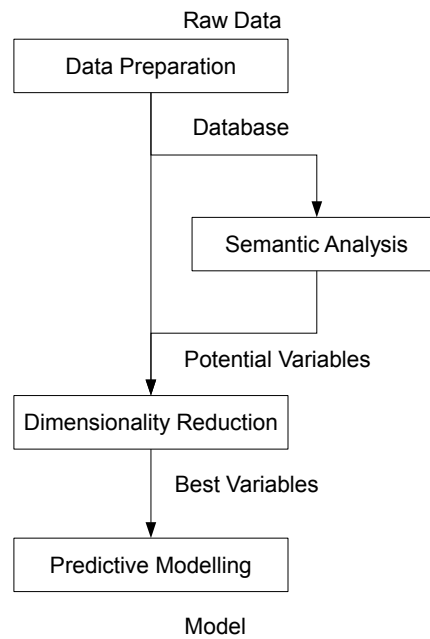 Raw Data
Data Preparation
Database
Semantic Analysis
Potential Variables
Dimensionality Reduction
Best Variables
Predictive Modelling
Model